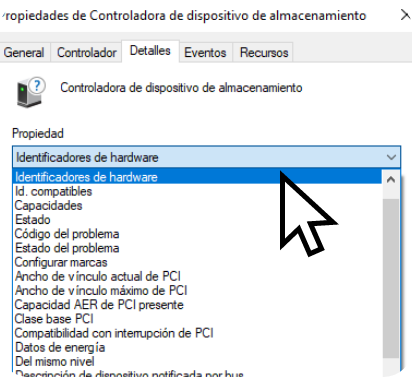 Propiedades de Controladora de dispositivo de almacenamiento
General Controlador Detalles Eventos Recursos
Controladora de dispositivo de almacenamiento
Propiedad
Identificadores de hardware
Identificadores de hardware
Id. compatibles
Capacidades
Estado
Código del problema
Estado del problema
Configurar marcas
Ancho de vínculo actual de PCI
Ancho de vínculo máximo de PCI
Capacidad AER de PCI presente
Clase base PCI
Compatibilidad con interrupción de PCI
Datos de energía
Del mismo nivel
Descripción de dispositivo notificada por bus